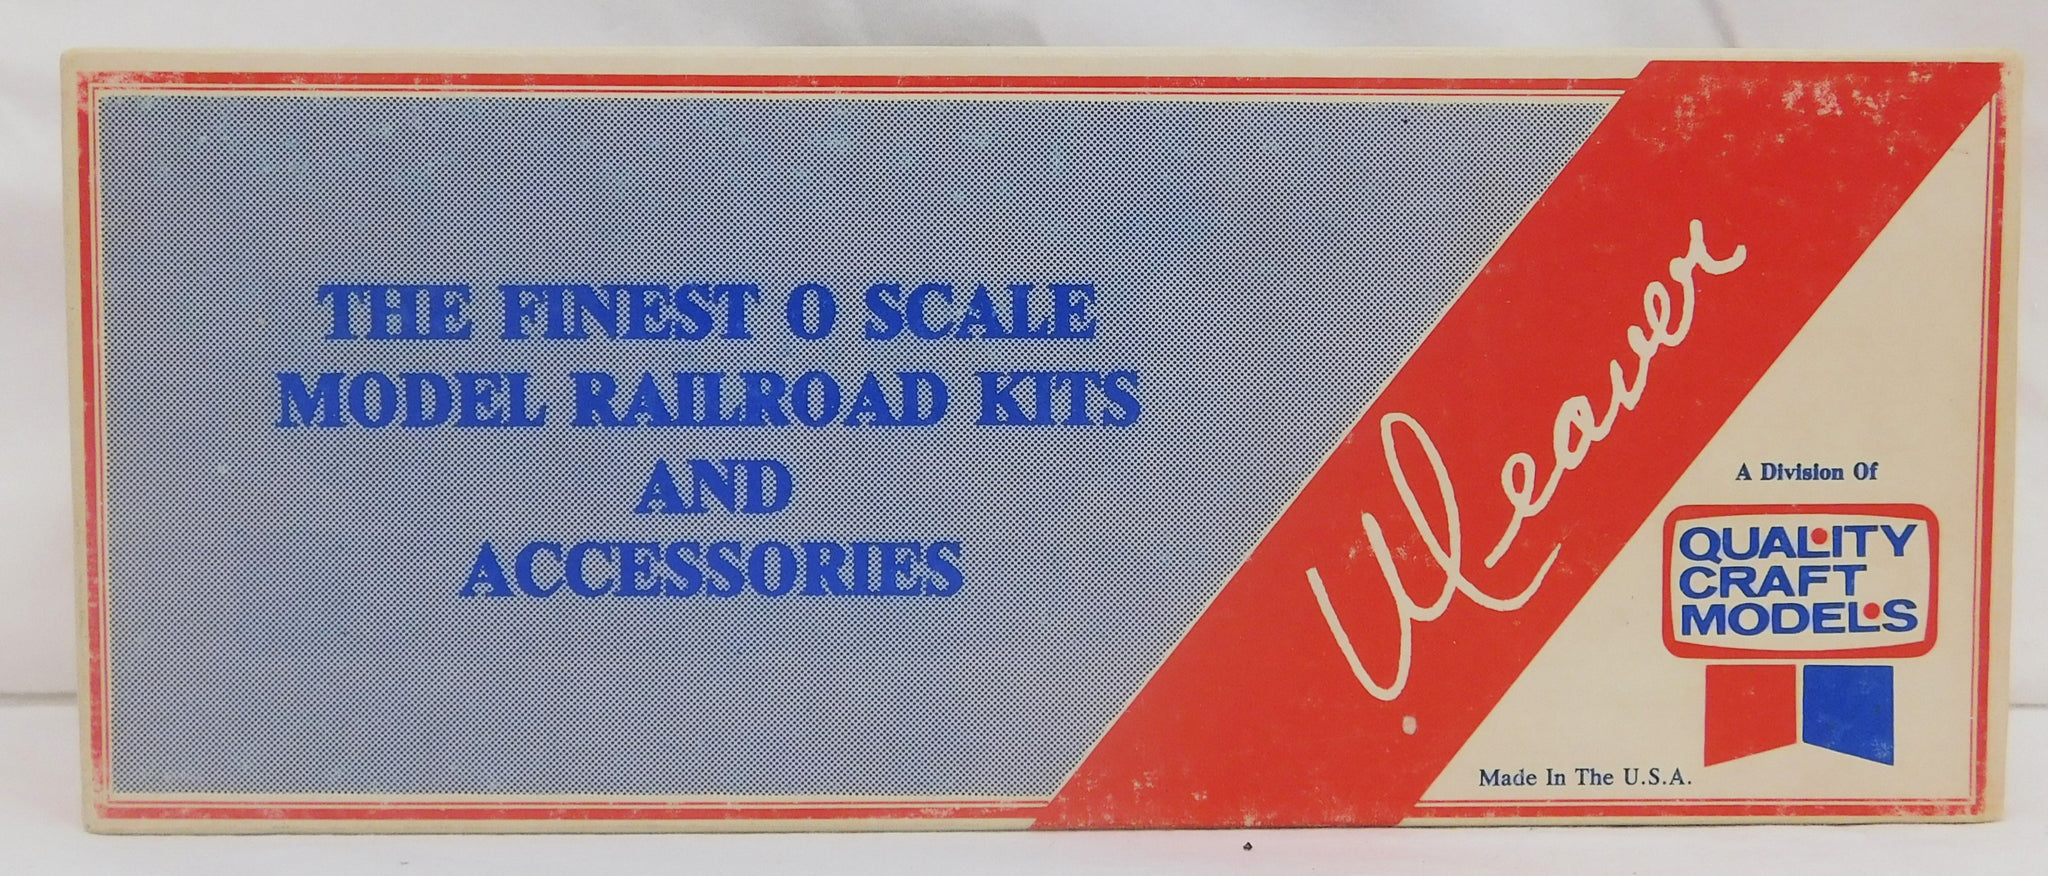 THE FINEST O SCALE
MODEL RAILROAD KITS
AND
ACCESSORIES
Weaver
A Division Of
QUALITY
CRAFT
MODELS
Made In The U.S.A.